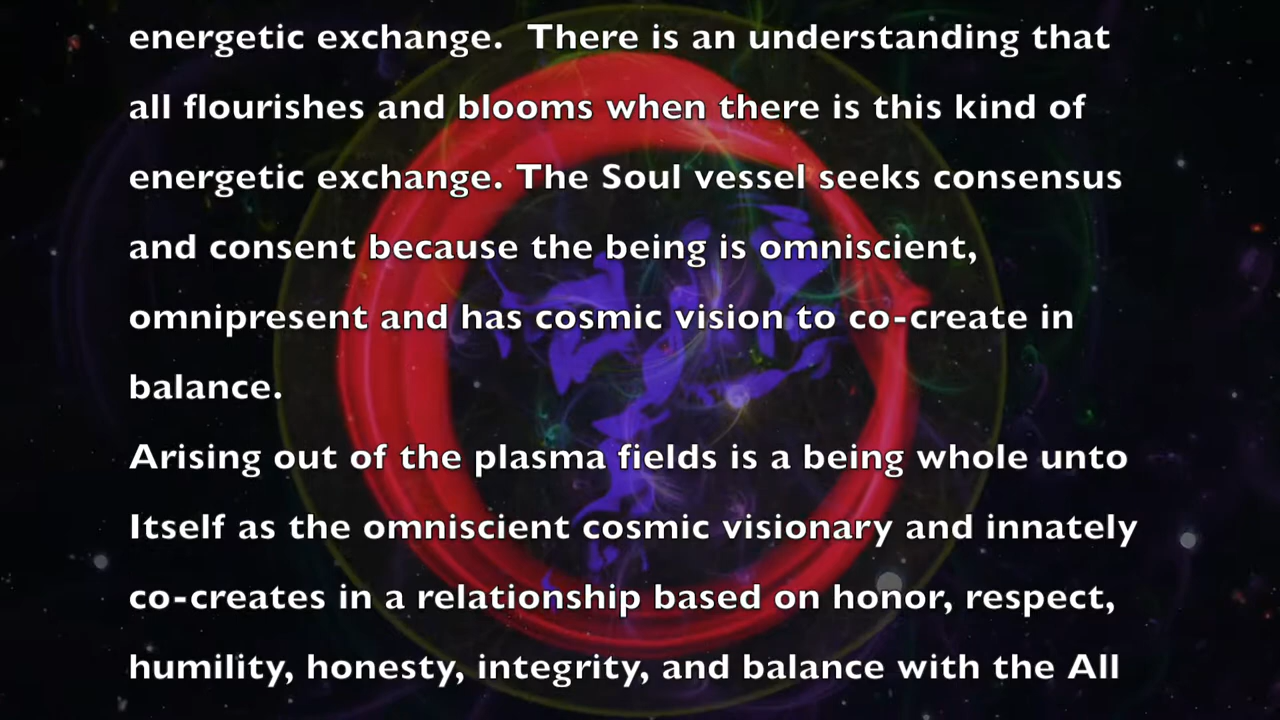 energetic exchange.  There is an understanding that
all flourishes and blooms when there is this kind of
energetic exchange. The Soul vessel seeks consensus
and consent because the being is omniscient,
omnipresent and has cosmic vision to co-create in
balance.
Arising out of the plasma fields is a being whole unto
Itself as the omniscient cosmic visionary and innately
co-creates in a relationship based on honor, respect,
humility, honesty, integrity, and balance with the All